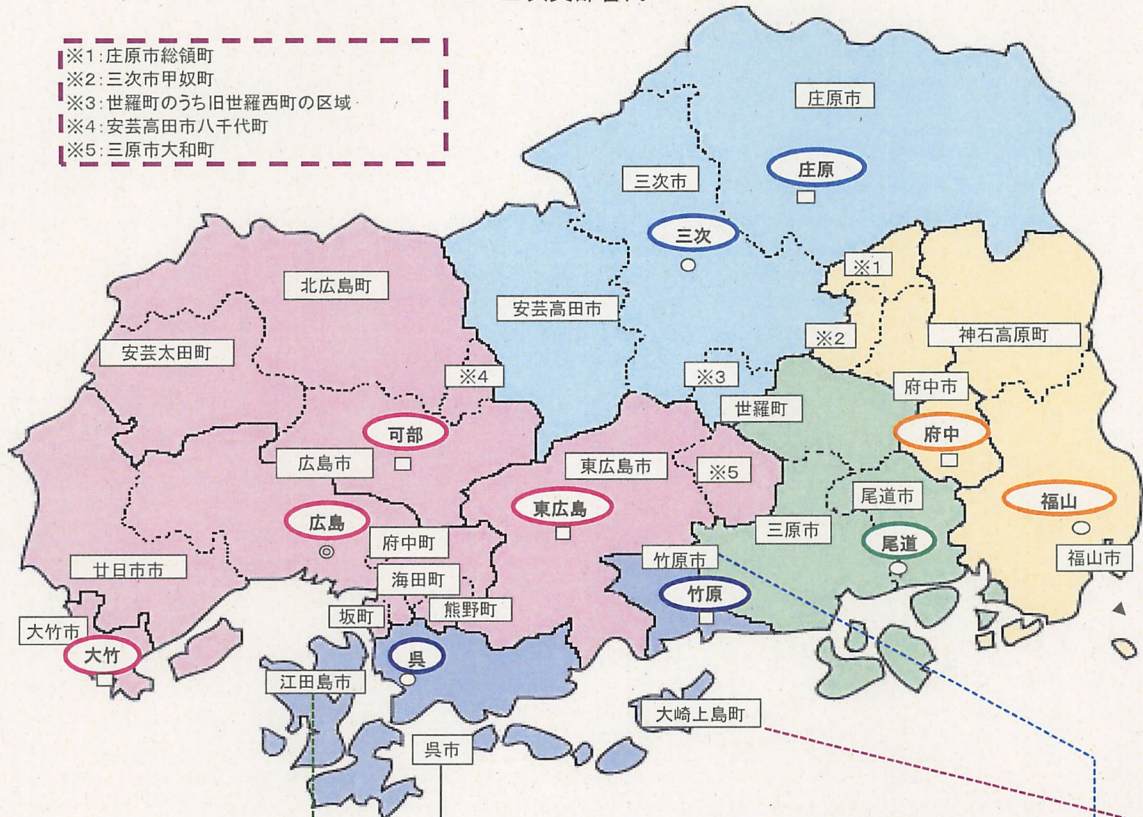 ※1:庄原市総領町
※2:三次市甲奴町
※3:世羅町のうち旧世羅西町の区域
※4:安芸高田市八千代町
※5:三原市大和町
庄原市
庄原
三次市
三次
※1
北広島町
安芸高田市
安芸太田町
※2
神石高原町
※4
※3
府中市
世羅町
可部
府中
広島市
東広島市
※5
尾道市
福山
東広島
広島
三原市
尾道
府中町
竹原市
福山市
廿日市市
海田町
竹原
坂町
熊野町
大竹市
大竹
呉
江田島市
大崎上島町
呉市